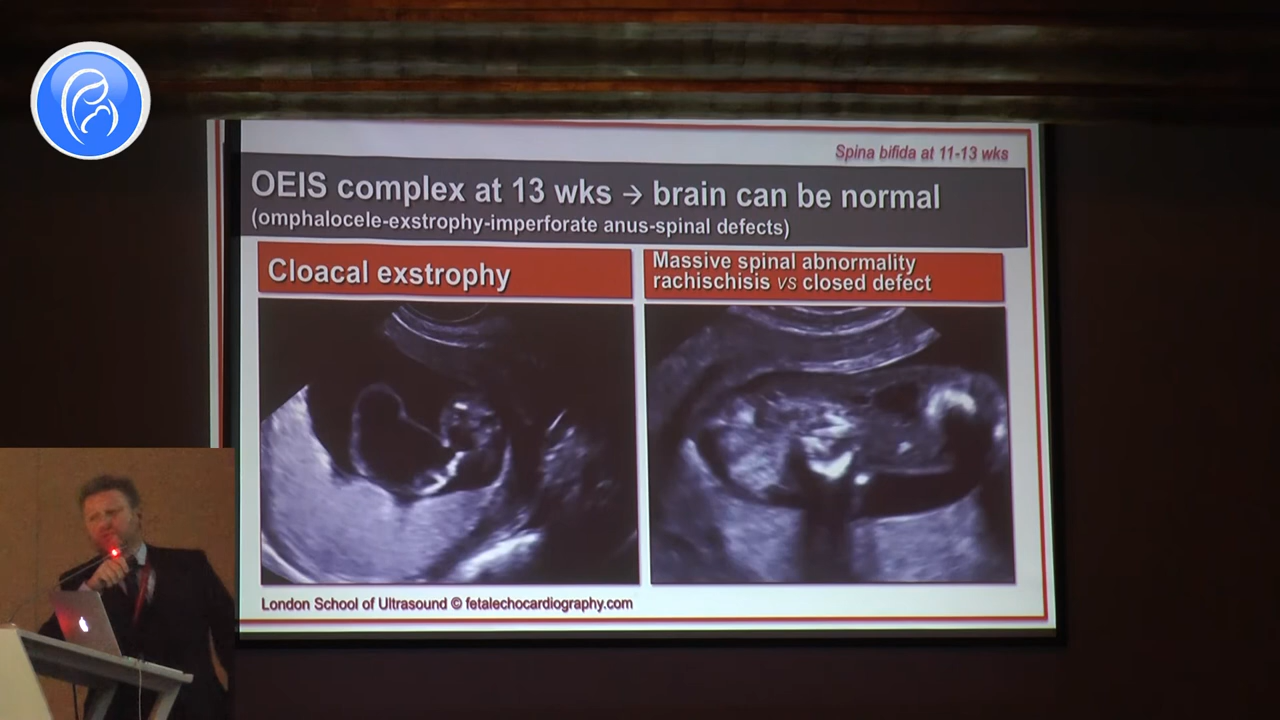 Spina bifida at 11-13 wks
OEIS complex at 13 wks → brain can be normal
(omphalocele-exstrophy-imperforate anus-spinal defects)
Cloacal exstrophy
Massive spinal abnormality
rachischisis vs closed defect
London School of Ultrasound © fetalechocardiography.com